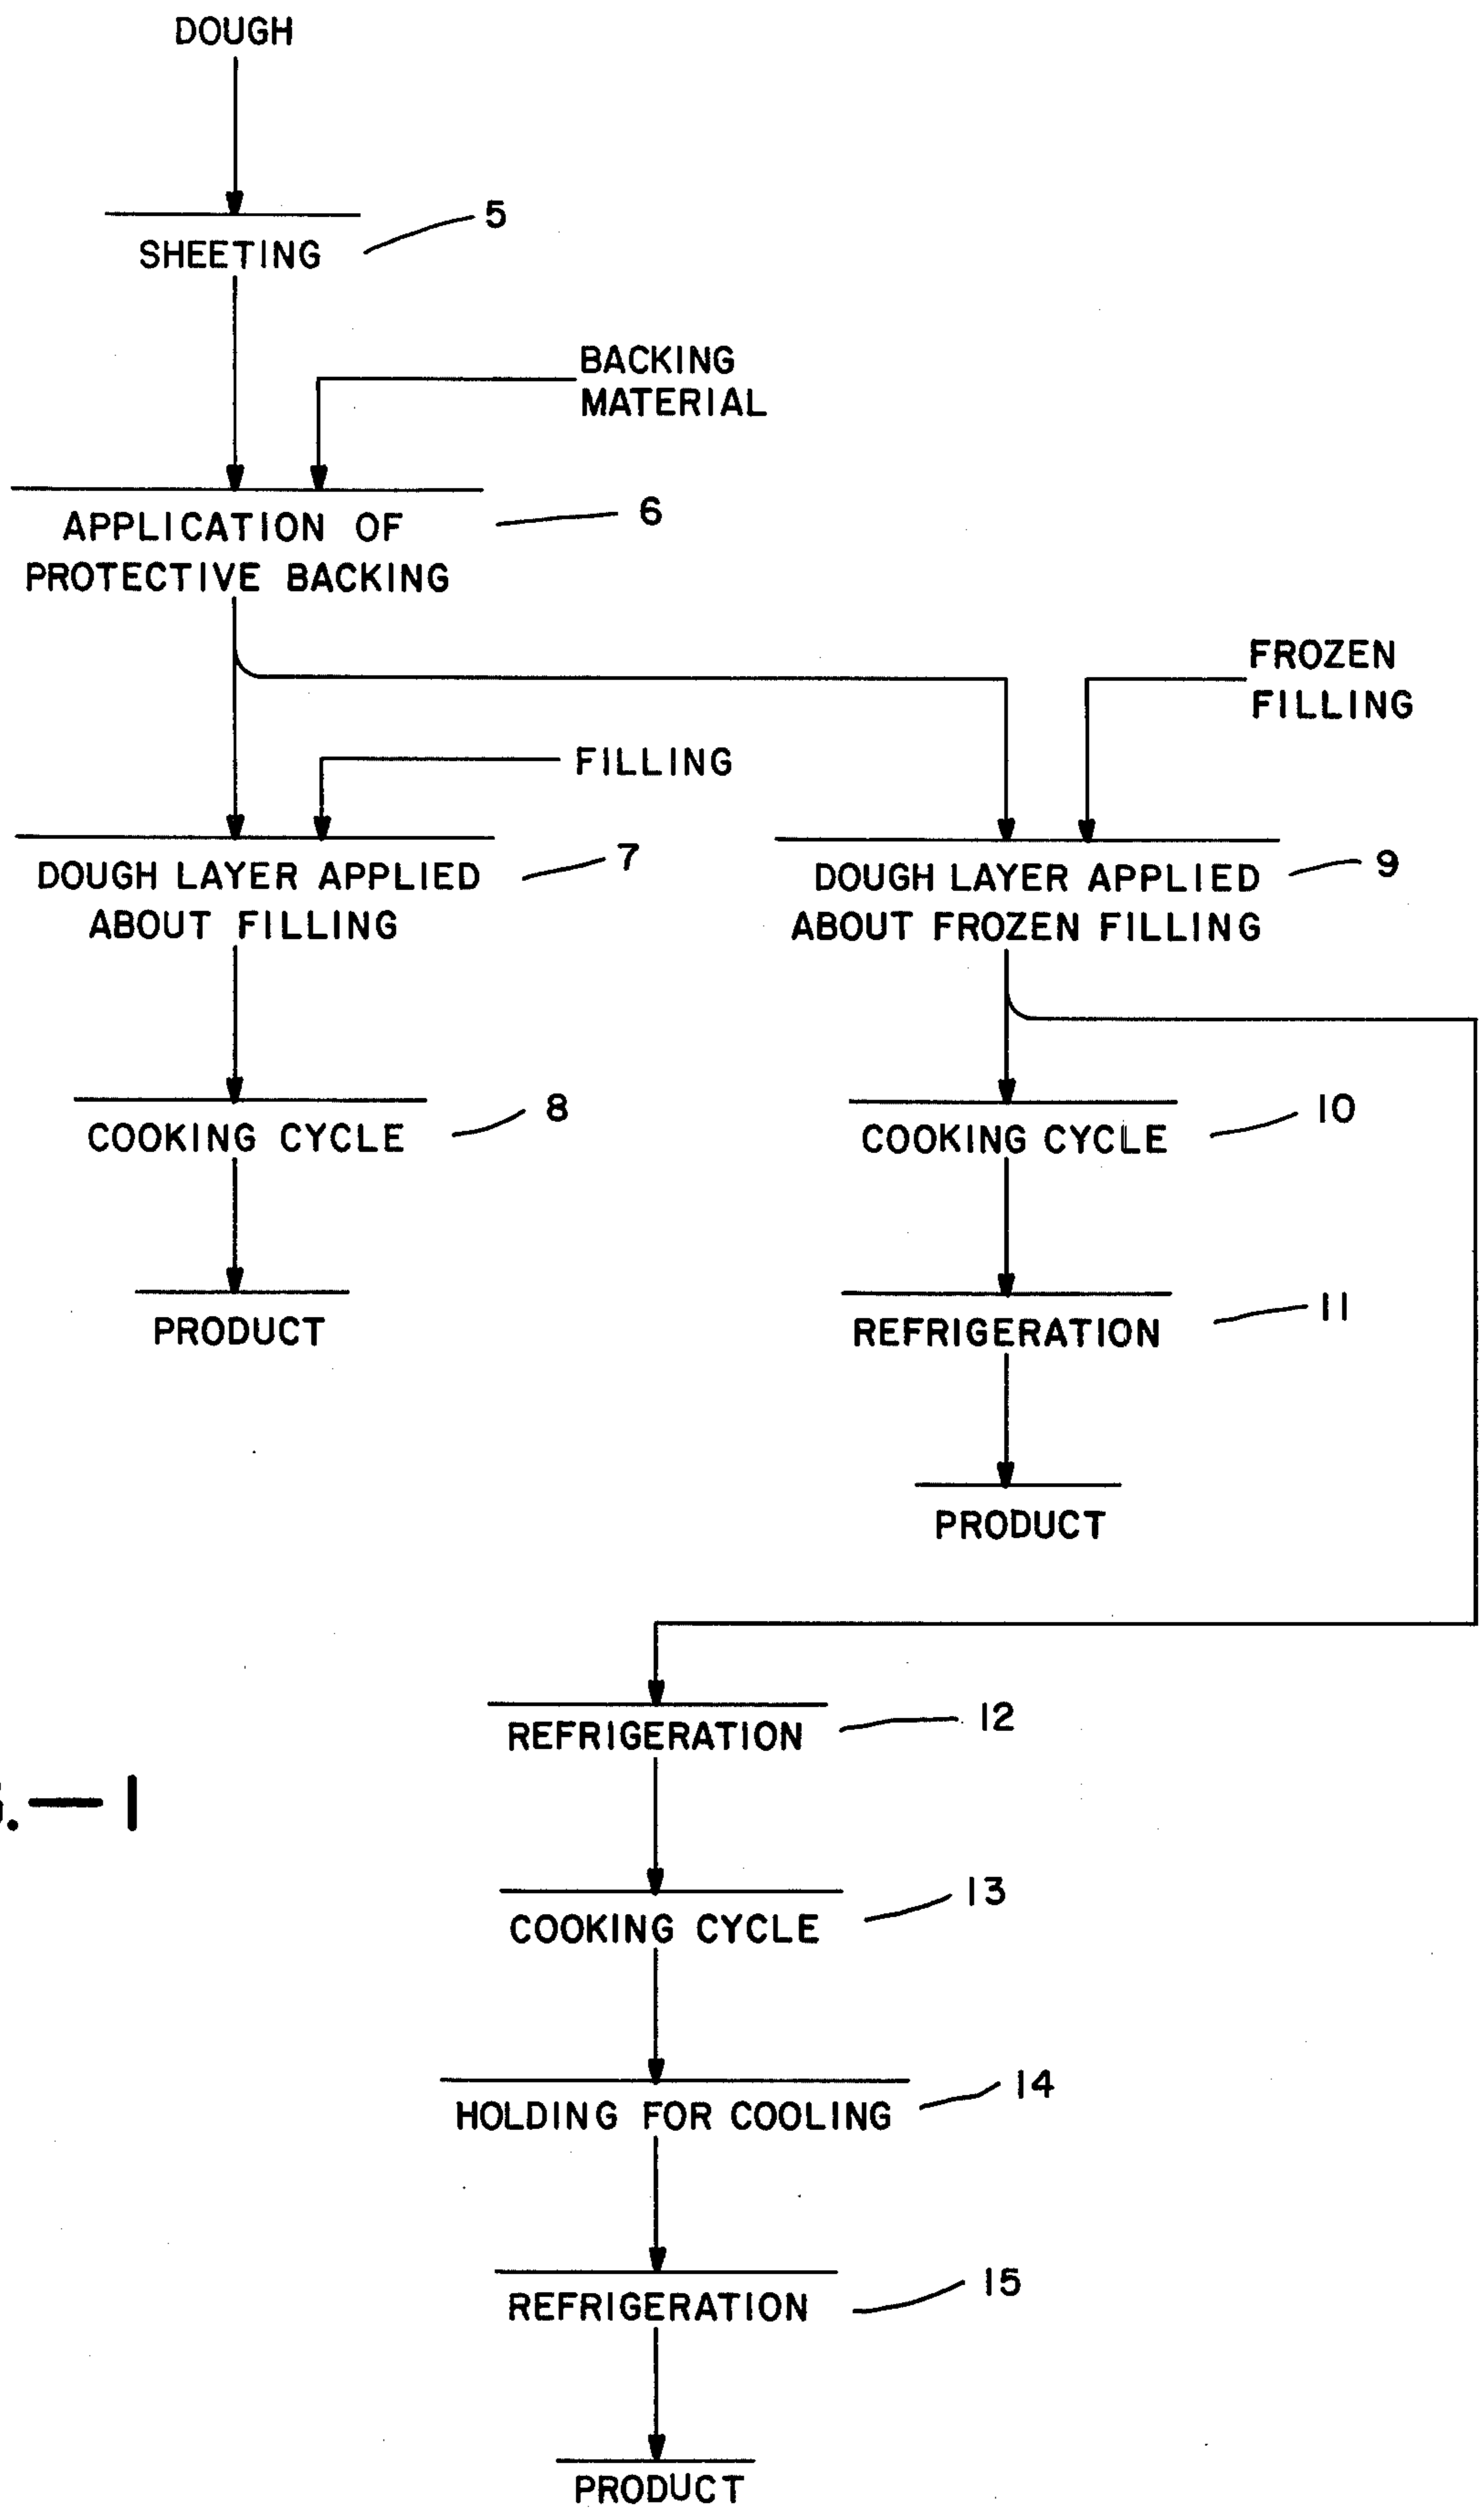 DOUGH
SHEETING
5
BACKING
MATERIAL
APPLICATION OF
PROTECTIVE BACKING
6
FROZEN
FILLING
FILLING
DOUGH LAYER APPLIED
ABOUT FILLING
7
DOUGH LAYER APPLIED
ABOUT FROZEN FILLING
9
COOKING CYCLE
8
COOKING CYCLE
10
PRODUCT
REFRIGERATION
11
PRODUCT
REFRIGERATION
12
.—1
COOKING CYCLE
13
HOLDING FOR COOLING
14
REFRIGERATION
15
PRODUCT